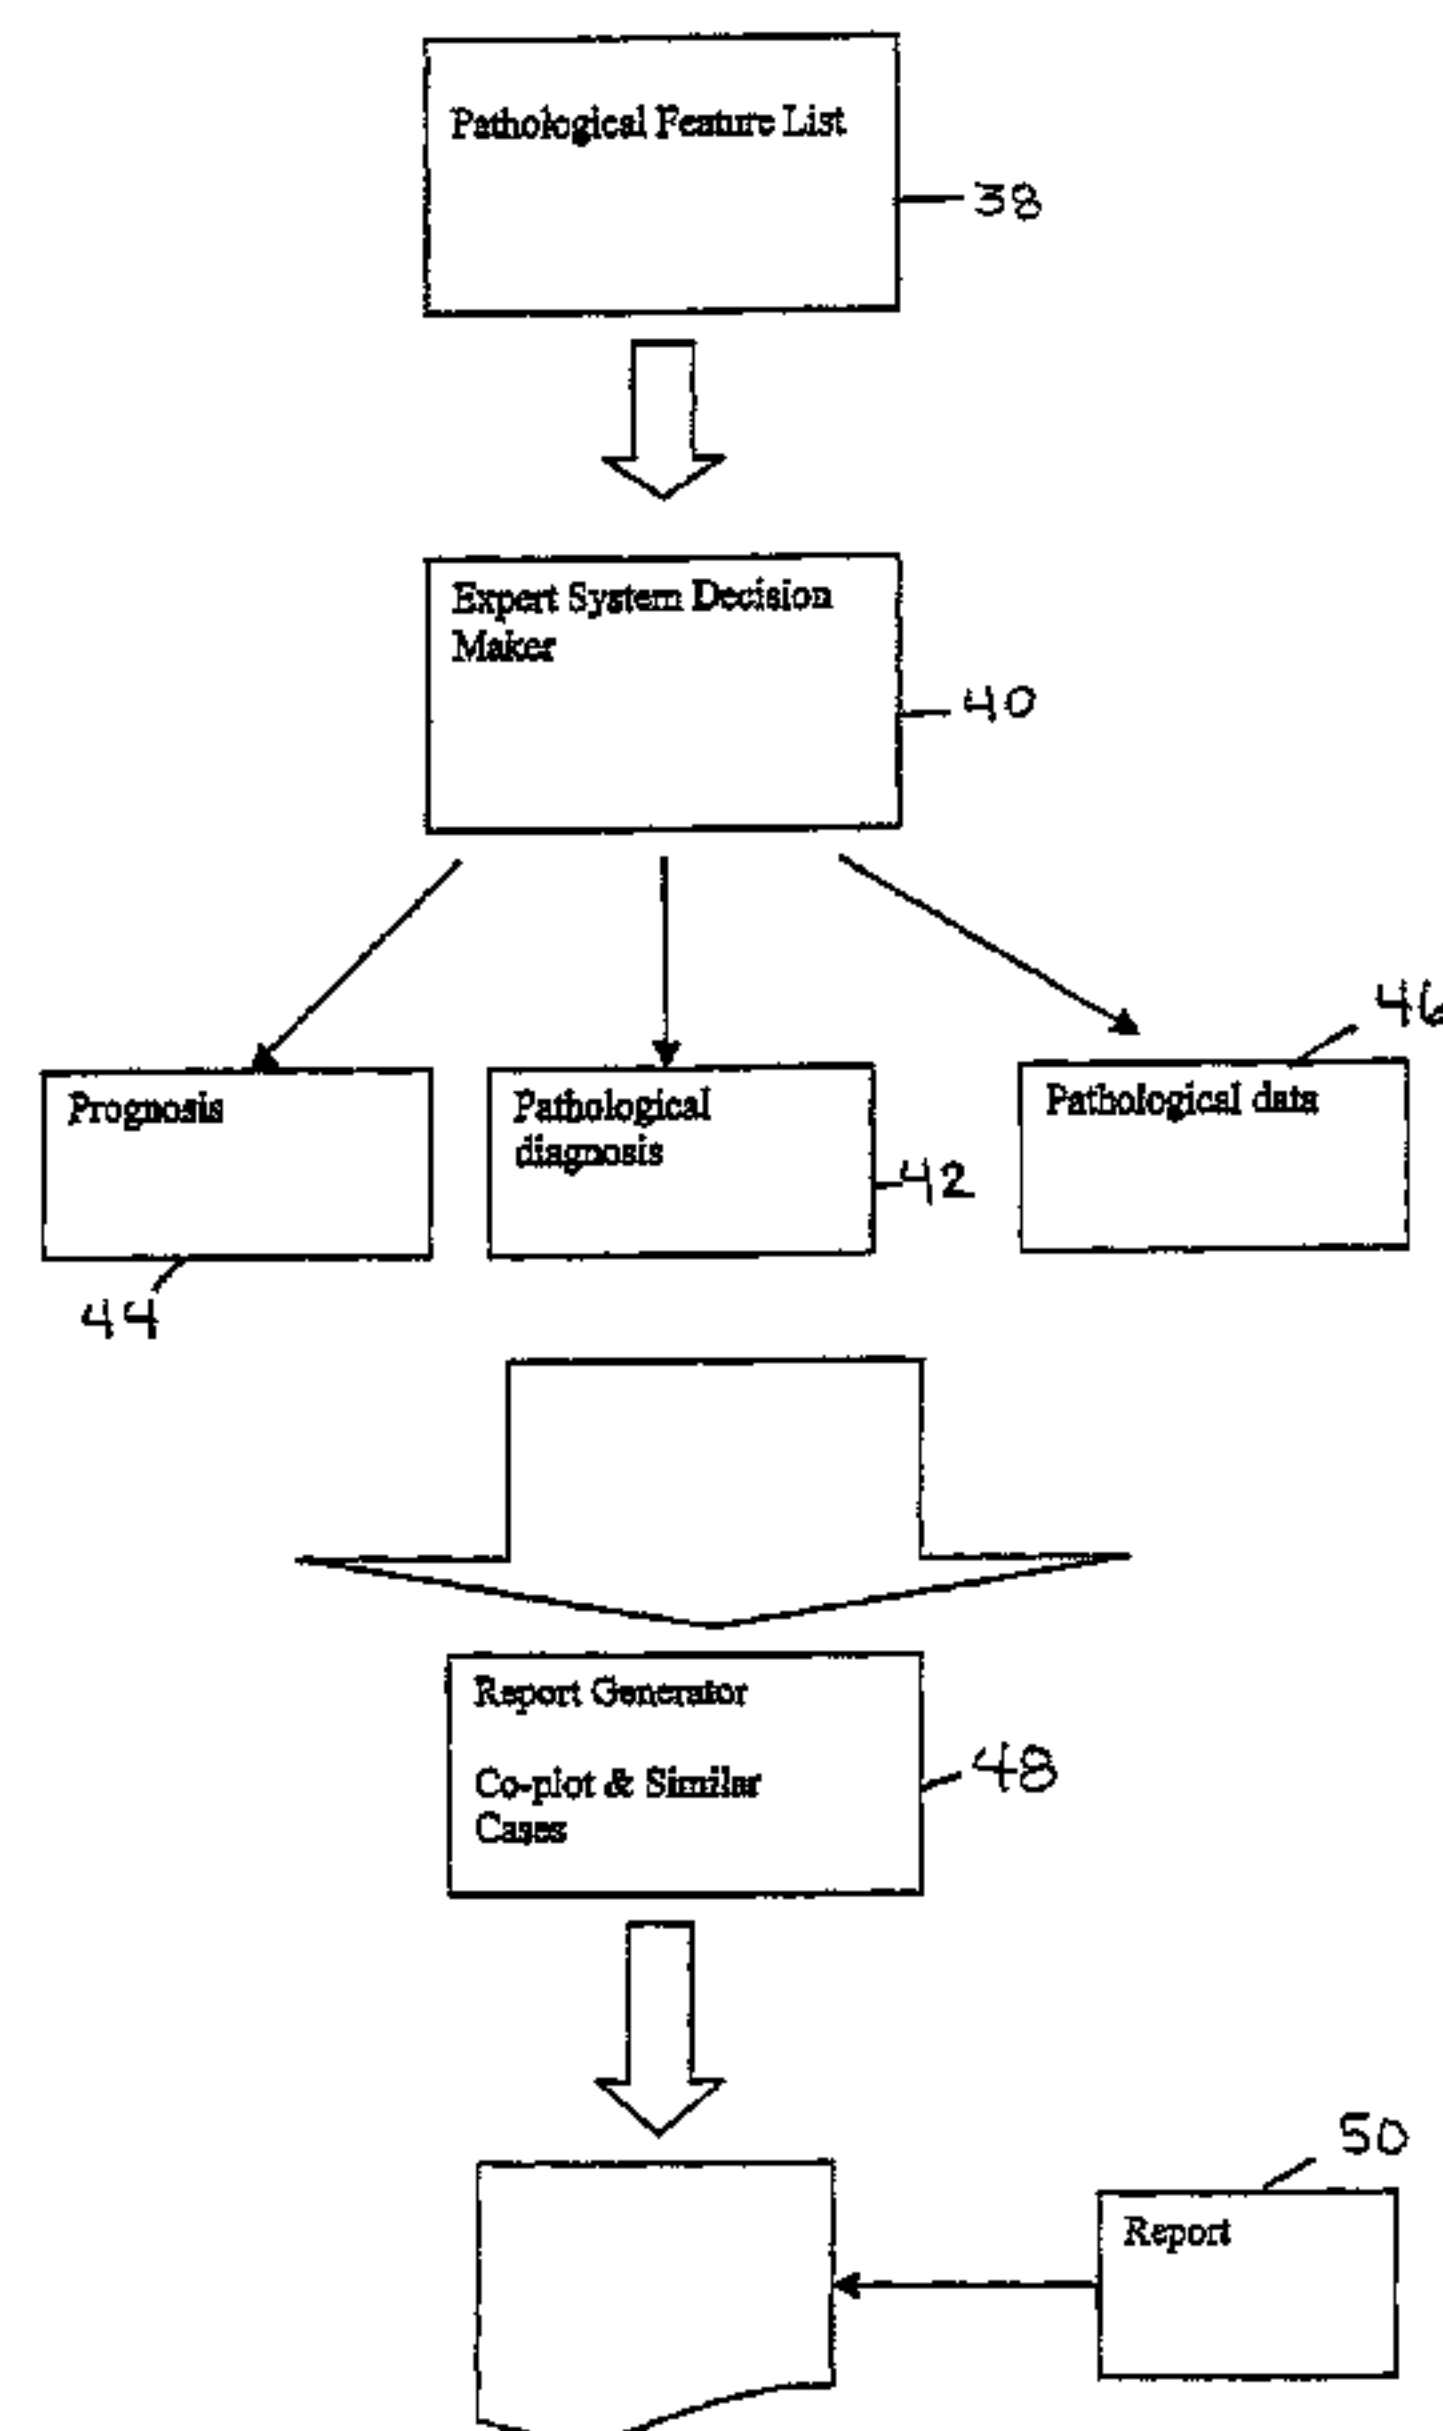 Pathological Feature List
38
Expert System Decision
Maker
40
46
Prognosis
Pathological
diagnosis
42
Pathological data
44
Report Generator
Co-plot & Similar
Cases
48
50
Report